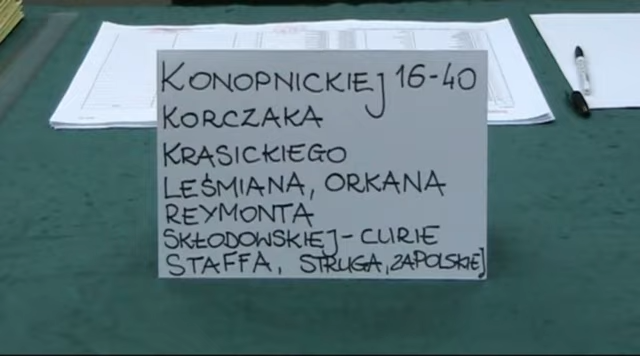 KONOPNICKIEJ 16-40
KORCZAKA
KRASICKIEGO
LEŚMIANA, ORKANA
REYMONTA
SKŁODOWSKIEJ-CURIE
STAFFA, STRUGA, ZAPOLSKIEJ